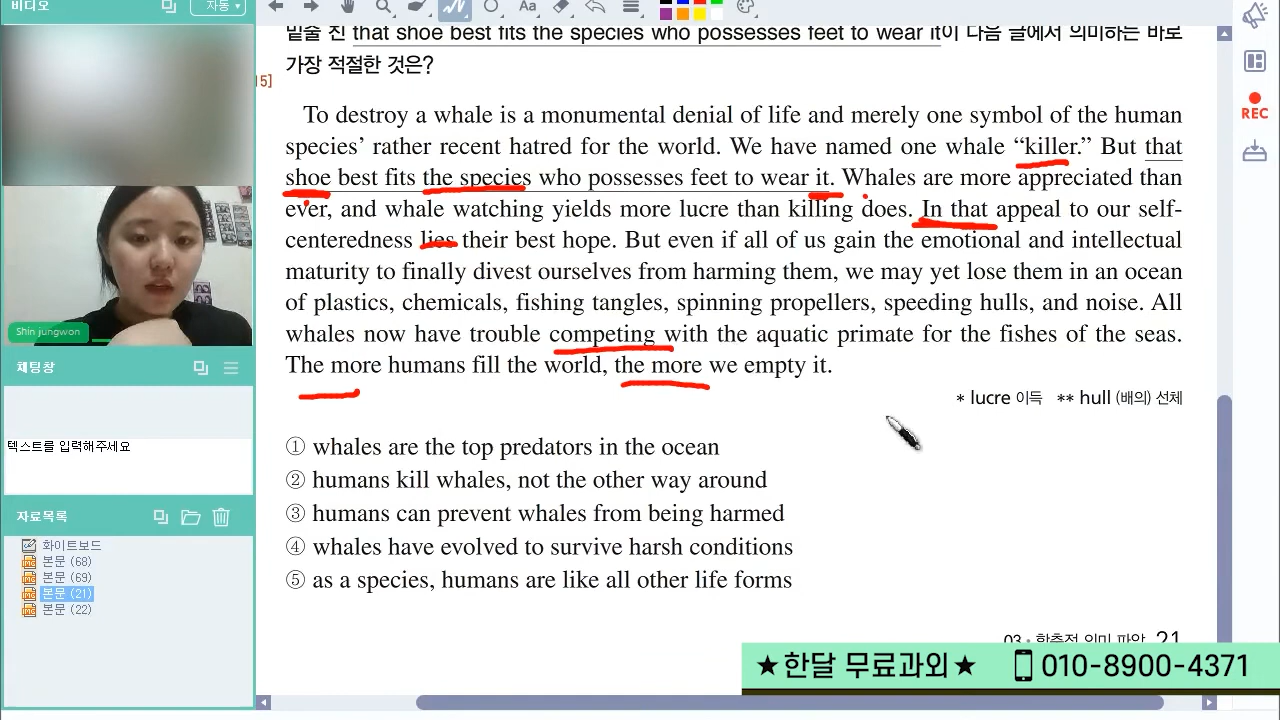 비디오
자동
Aa
REC
밑줄 친 that shoe best fits the species who possesses feet to wear it이 다음 글에서 의미하는 바로
가장 적절한 것은?
15]
To destroy a whale is a monumental denial of life and merely one symbol of the human
species’ rather recent hatred for the world. We have named one whale “killer.” But that
shoe best fits the species who possesses feet to wear it. Whales are more appreciated than
ever, and whale watching yields more lucre than killing does. In that appeal to our self-
centeredness lies their best hope. But even if all of us gain the emotional and intellectual
maturity to finally divest ourselves from harming them, we may yet lose them in an ocean
of plastics, chemicals, fishing tangles, spinning propellers, speeding hulls, and noise. All
whales now have trouble competing with the aquatic primate for the fishes of the seas.
The more humans fill the world, the more we empty it.
* lucre 이득 ** hull (배의) 선체
① whales are the top predators in the ocean
② humans kill whales, not the other way around
③ humans can prevent whales from being harmed
④ whales have evolved to survive harsh conditions
⑤ as a species, humans are like all other life forms
03 • 함축적 의미 파악 21
Shin jungwon
채팅창
텍스트를 입력해주세요
자료목록
화이트보드
본문 (68)
본문 (69)
본문 (21)
본문 (22)
★한달 무료과외★ 010-8900-4371